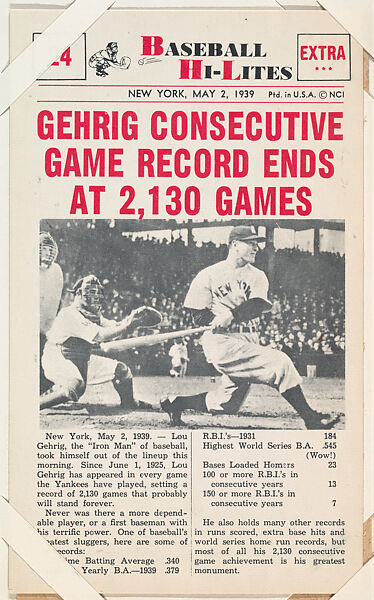 24
BASEBALL
HI-LITES
EXTRA
NEW YORK, MAY 2, 1939 Ptd. in U.S.A. © NCI
GEHRIG CONSECUTIVE
GAME RECORD ENDS
AT 2,130 GAMES
NEW YORK
New York, May 2, 1939. — Lou
Gehrig, the "Iron Man" of baseball,
took himself out of the lineup this
morning. Since June 1, 1925, Lou
Gehrig has appeared in every game
the Yankees have played, setting a
record of 2,130 games that probably
will stand forever.
Never was there a more depend-
able player, or a first baseman with
his terrific power. One of baseball's
sluggers, here are some of
records:
Batting Average .340
Yearly B.A.—1939 .379
R.B.I.'s—1931 184
Highest World Series B.A. .545
(Wow!)
Bases Loaded Homers 23
100 or more R.B.I.'s in
consecutive years 13
150 or more R.B.I.'s in
consecutive years 7
He also holds many other records
in runs scored, extra base hits and
world series home run records, but
most of all his 2,130 consecutive
game achievement is his greatest
monument.